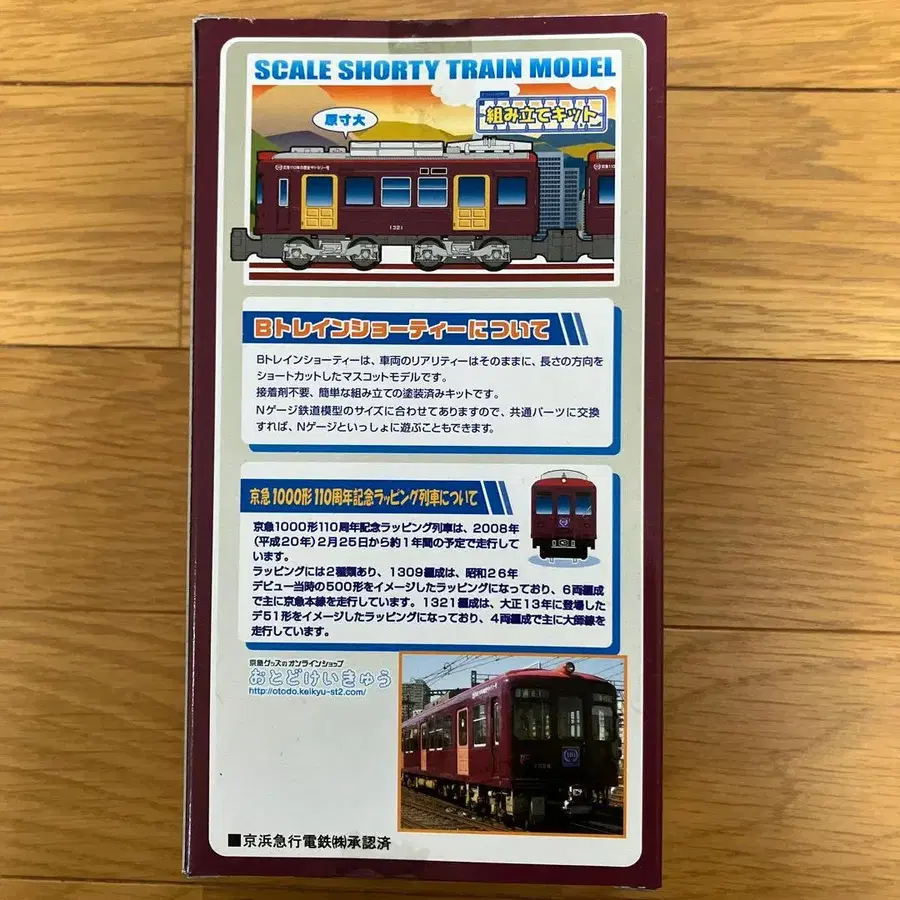 SCALE SHORTY TRAIN MODEL
組み立てキット
原寸大
1321
Bトレインショーティーについて
Bトレインショーティーは、車両のリアリティーはそのままに、長さの方向を
ショートカットしたマスコットモデルです。
接着剤不要、簡単な組み立ての塗装済みキットです。
Nゲージ鉄道模型のサイズに合わせてありますので、共通パーツに交換
すれば、Nゲージといっしょに遊ぶこともできます。
京急1000形110周年記念ラッピング列車について
京急1000形110周年記念ラッピング列車は、2008年
(平成20年)2月25日から約1年間の予定で走行して
います。
ラッピングには2種類あり、1309編成は、昭和26年
デビュー当時の500形をイメージしたラッピングになっており、6両編成
で主に京急本線を走行しています。1321編成は、大正13年に登場した
デ51形をイメージしたラッピングになっており、4両編成で主に大師線を
走行しています。
京急グッズのオンラインショップ
おとどけいきゅう
http://otodo.keikyu-st2.com/
■京浜急行電鉄㈱承認済